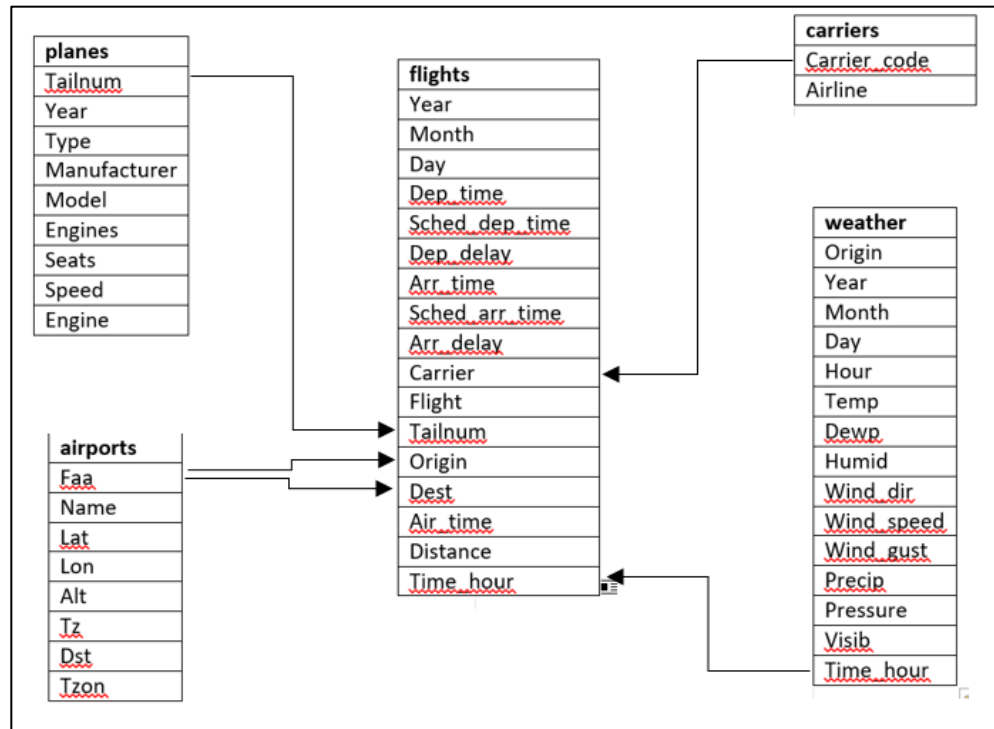 planes
Tailnum
Year
Type
Manufacturer
Model
Engines
Seats
Speed
Engine
airports
Faa
Name
Lat
Lon
Alt
Tz
Dst
Tzon
flights
Year
Month
Day
Dep_time
Sched_dep_time
Dep_delay
Arr_time
Sched_arr_time
Arr_delay
Carrier
Flight
Tailnum
Origin
Dest
Air_time
Distance
Time_hour
carriers
Carrier_code
Airline
weather
Origin
Year
Month
Day
Hour
Temp
Dewp
Humid
Wind_dir
Wind_speed
Wind_gust
Precip
Pressure
Visib
Time_hour